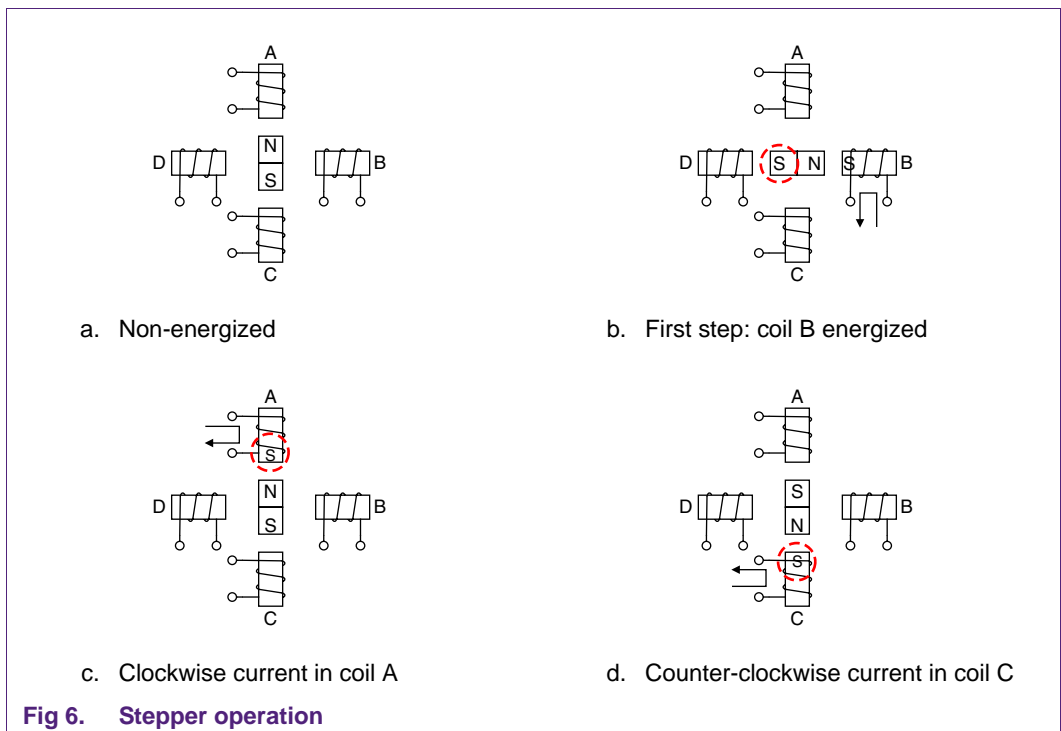 A
A
N
S
D
B
D
S N
S
B
C
C
a. Non-energized
b. First step: coil B energized
A
S
A
N
S
D
B
S
N
D
B
S
C
C
c. Clockwise current in coil A
d. Counter-clockwise current in coil C
Fig 6. Stepper operation